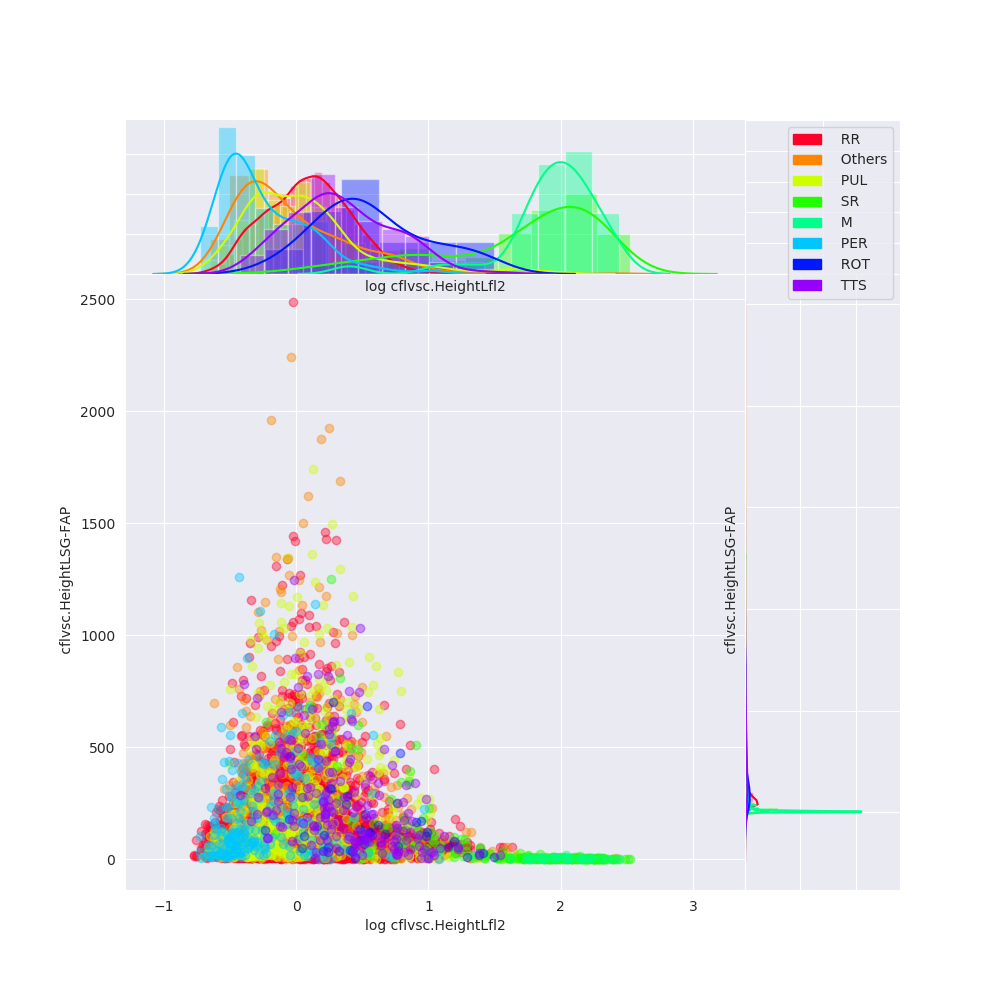 RR
Others
PUL
SR
M
PER
ROT
TTS
log cflvsc.HeightLfl2
2500
2000
1500
1000
500
0
cflvsc.HeightLSG-FAP
cflvsc.HeightLSG-FAP
−1
0
1
2
3
log cflvsc.HeightLfl2